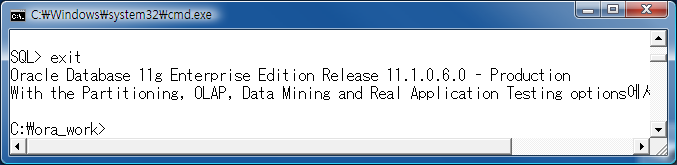 C:₩Windows₩system32₩cmd.exe
SQL> exit
Oracle Database 11g Enterprise Edition Release 11.1.0.6.0 - Production
With the Partitioning, OLAP, Data Mining and Real Application Testing options에서
C:₩ora_work>